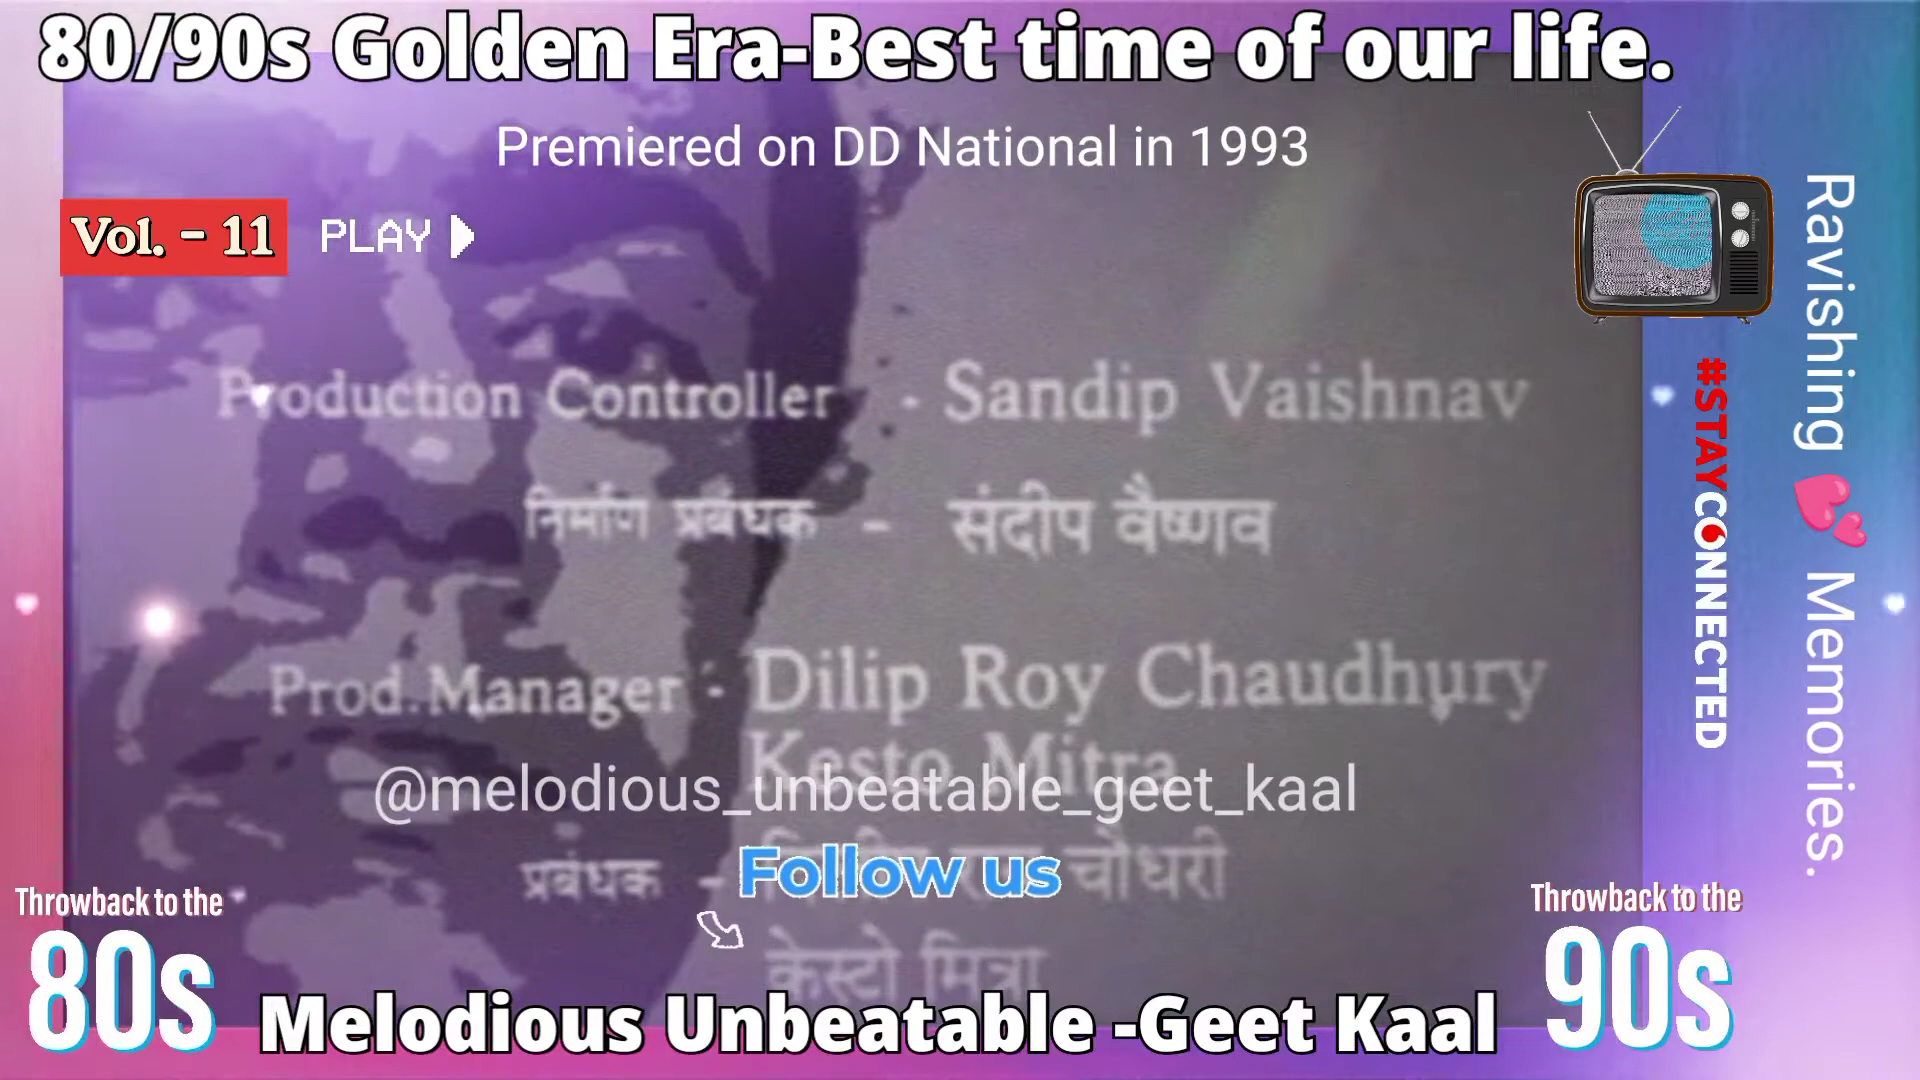 80/90s Golden Era-Best time of our life.
Premiered on DD National in 1993
Vol. - 11
PLAY
Production Controller - Sandip Vaishnav
निर्माण प्रबंधक - संदीप वैष्णव
Prod. Manager - Dilip Roy Chaudhury
Kesto Mitra
@melodious_unbeatable_geet_kaal
प्रबंधक - चौधरी
Follow us
केस्टो मित्रा
Throwback to the
80s
Melodious Unbeatable -Geet Kaal
Throwback to the
90s
#STAYCONNECTED
Ravishing 💕 Memories.